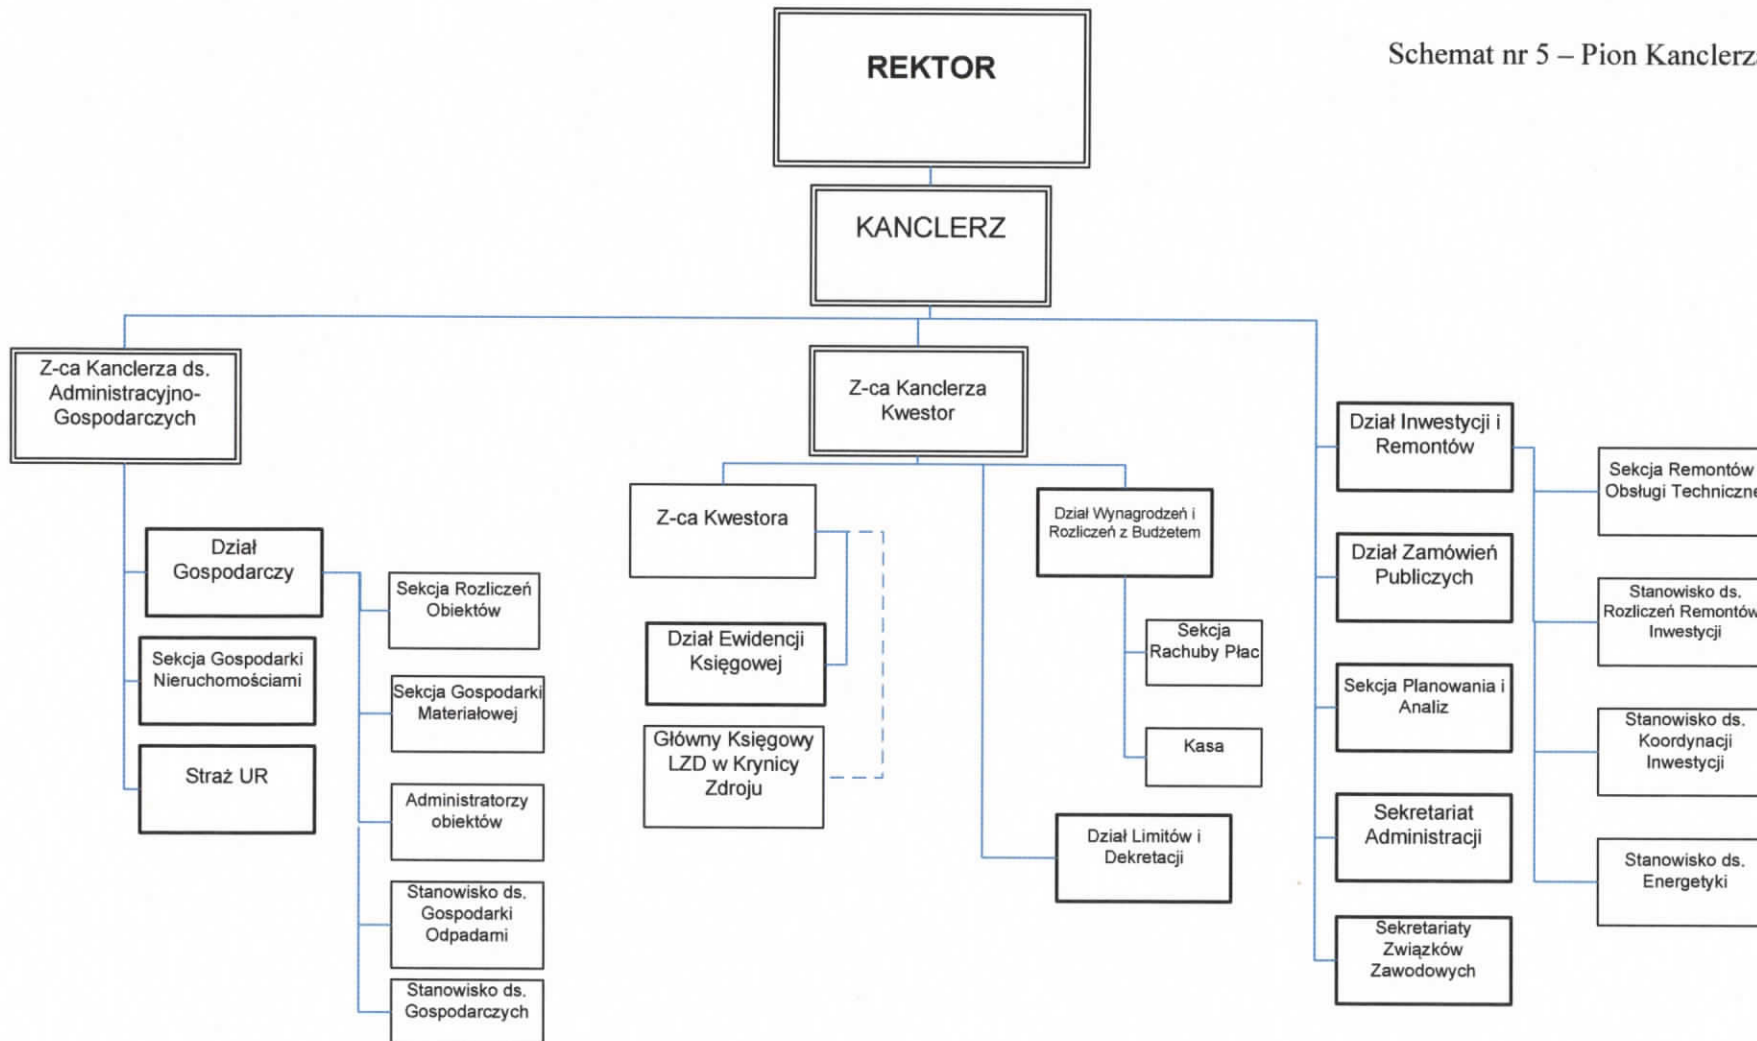 Schemat nr 5 – Pion Kanclerza
REKTOR
KANCLERZ
Z-ca Kanclerza ds.
Administracyjno-
Gospodarczych
Z-ca Kanclerza
Kwestor
Dział
Gospodarczy
Sekcja Gospodarki
Nieruchomościami
Straż UR
Sekcja Rozliczeń
Obiektów
Sekcja Gospodarki
Materiałowej
Administratorzy
obiektów
Stanowisko ds.
Gospodarki
Odpadami
Stanowisko ds.
Gospodarczych
Z-ca Kwestora
Dział Ewidencji
Księgowej
Główny Księgowy
LZD w Krynicy
Zdroju
Dział Wynagrodzeń i
Rozliczeń z Budżetem
Sekcja
Rachuby Płac
Kasa
Dział Limitów i
Dekretacji
Dział Inwestycji i
Remontów
Dział Zamówień
Publiczych
Sekcja Planowania i
Analiz
Sekretariat
Administracji
Sekretariaty
Związków
Zawodowych
Sekcja Remontów
Obsługi Techniczne
Stanowisko ds.
Rozliczeń Remontów
Inwestycji
Stanowisko ds.
Koordynacji
Inwestycji
Stanowisko ds.
Energetyki